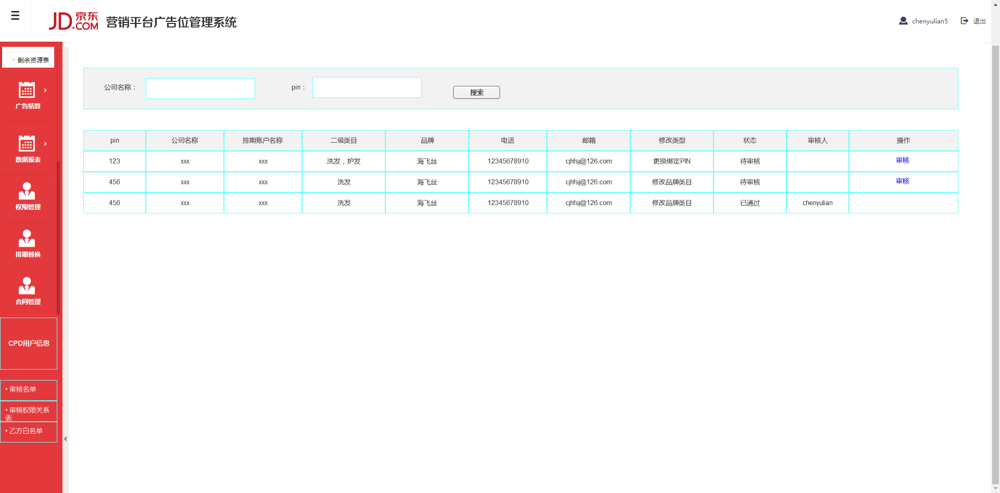 京东
JD.COM 营销平台广告位管理系统
chenyulian5 退出
剩余资源表
广告结算
数据报表
权限管理
排期替换
合同管理
CPD用户信息
• 审核名单
• 审核权限关系
表
• 乙方白名单
公司名称： pin： 搜索
pin 公司名称 排期账户名称 二级类目 品牌 电话 邮箱 修改类型 状态 审核人 操作
123 xxx xxx 洗发，护发 海飞丝 12345678910 cjhfsj@126.com 更换绑定PIN 待审核 审核
456 xxx xxx 洗发 海飞丝 12345678910 cjhfsj@126.com 修改品牌类目 待审核 审核
456 xxx xxx 洗发 海飞丝 12345678910 cjhfsj@126.com 修改品牌类目 已通过 chenyulian